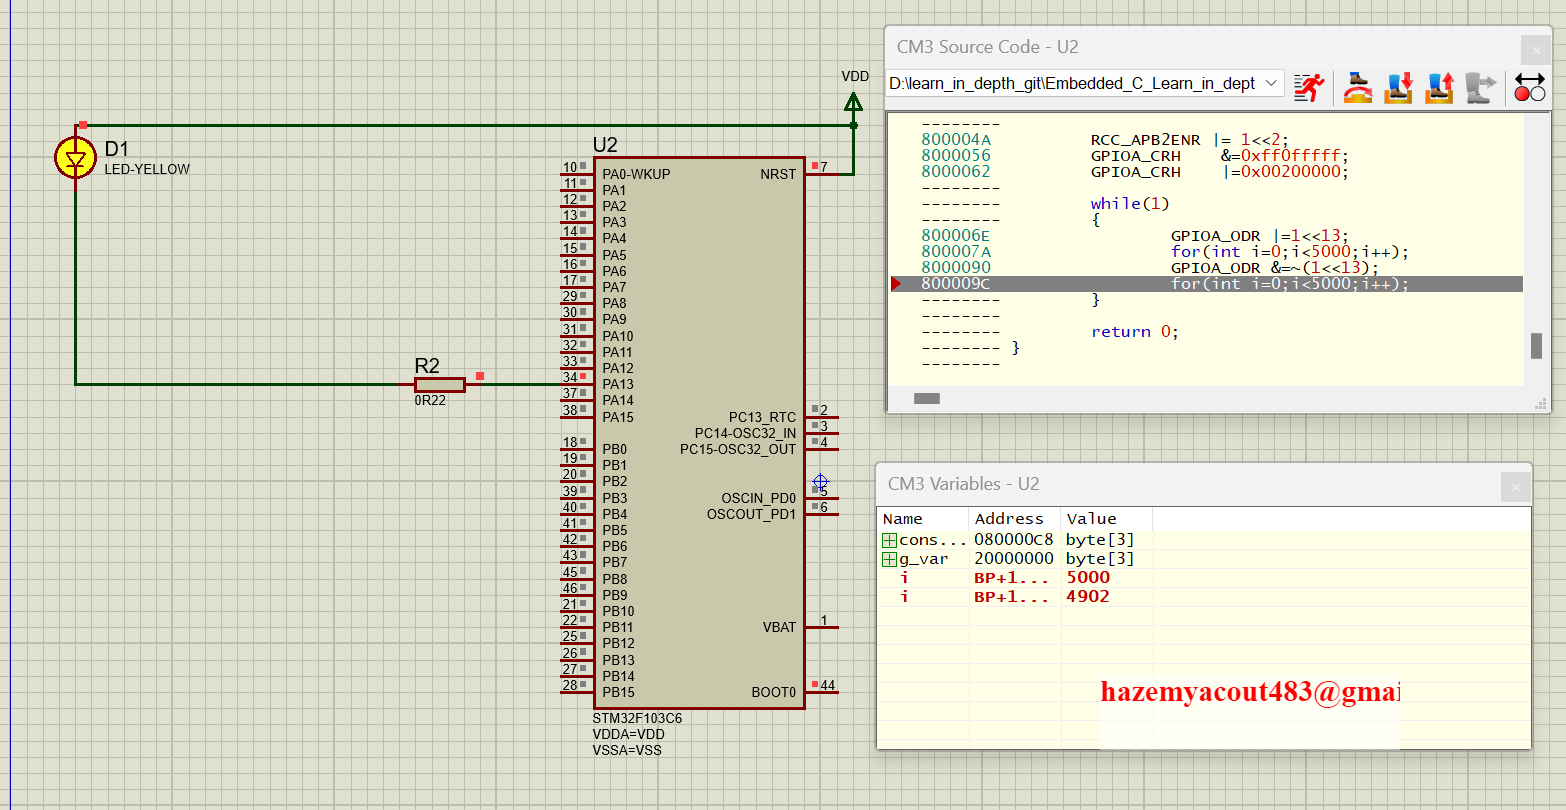 VDD
D1
LED-YELLOW
R2
0R22
U2
10 PA0-WKUP
11 PA1
12 PA2
13 PA3
14 PA4
15 PA5
16 PA6
17 PA7
29 PA8
30 PA9
31 PA10
32 PA11
33 PA12
34 PA13
37 PA14
38 PA15
18 PB0
19 PB1
20 PB2
39 PB3
40 PB4
41 PB5
42 PB6
43 PB7
45 PB8
46 PB9
21 PB10
22 PB11
25 PB12
26 PB13
27 PB14
28 PB15
NRST 7
PC13_RTC 2
PC14-OSC32_IN 3
PC15-OSC32_OUT 4
OSCIN_PD0 5
OSCOUT_PD1 6
VBAT 1
BOOT0 44
STM32F103C6
VDDA=VDD
VSSA=VSS
CM3 Source Code - U2
D:\learn_in_depth_git\Embedded_C_Learn_in_dept
--------
800004A RCC_APB2ENR |= 1<<2;
8000056 GPIOA_CRH &=0xff0fffff;
8000062 GPIOA_CRH |=0x00200000;
--------
-------- while(1)
-------- {
800006E GPIOA_ODR |=1<<13;
800007A for(int i=0;i<5000;i++);
8000090 GPIOA_ODR &=~(1<<13);
800009C for(int i=0;i<5000;i++);
-------- }
--------
-------- return 0;
-------- }
--------
CM3 Variables - U2
Name Address Value
cons... 080000C8 byte[3]
g_var 20000000 byte[3]
i BP+1... 5000
i BP+1... 4902
hazemyacout483@gmai